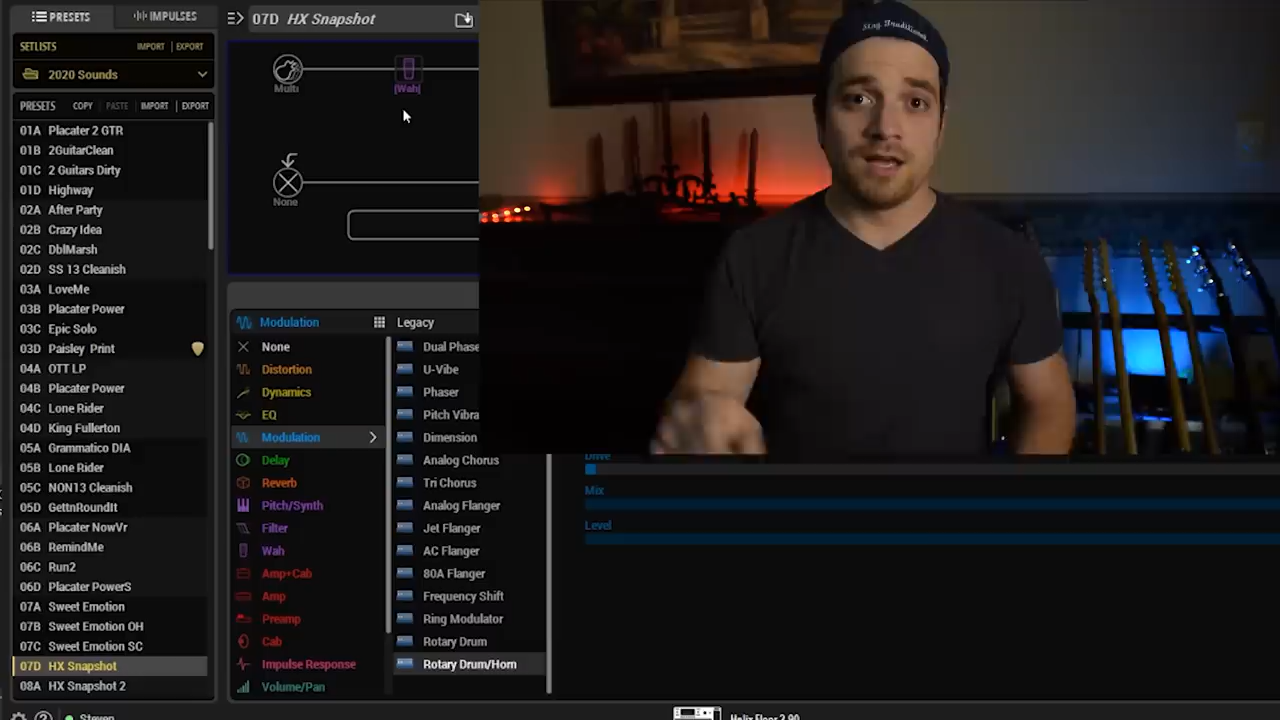 PRESETS
IMPULSES
07D HX Snapshot
SETLISTS
IMPORT | EXPORT
2020 Sounds
PRESETS
COPY
PASTE
IMPORT
EXPORT
01A Placater 2 GTR
01B 2GuitarClean
01C 2 Guitars Dirty
01D Highway
02A After Party
02B Crazy Idea
02C DblMarsh
02D SS 13 Cleanish
03A LoveMe
03B Placater Power
03C Epic Solo
03D Paisley Print
04A OTT LP
04B Placater Power
04C Lone Rider
04D King Fullerton
05A Grammatico DIA
05B Lone Rider
05C NON13 Cleanish
05D GettnRoundIt
06A Placater NowVr
06B RemindMe
06C Run2
06D Placater PowerS
07A Sweet Emotion
07B Sweet Emotion OH
07C Sweet Emotion SC
07D HX Snapshot
08A HX Snapshot 2
Steven
Multi
[Wah]
None
Modulation
None
Distortion
Dynamics
EQ
Modulation
Delay
Reverb
Pitch/Synth
Filter
Wah
Amp+Cab
Amp
Preamp
Cab
Impulse Response
Volume/Pan
Legacy
Dual Phase
U-Vibe
Phaser
Pitch Vibra
Dimension
Analog Chorus
Tri Chorus
Analog Flanger
Jet Flanger
AC Flanger
80A Flanger
Frequency Shift
Ring Modulator
Rotary Drum
Rotary Drum/Horn
Drive
Mix
Level
Helix Floor 2.90
Stay Traditional.